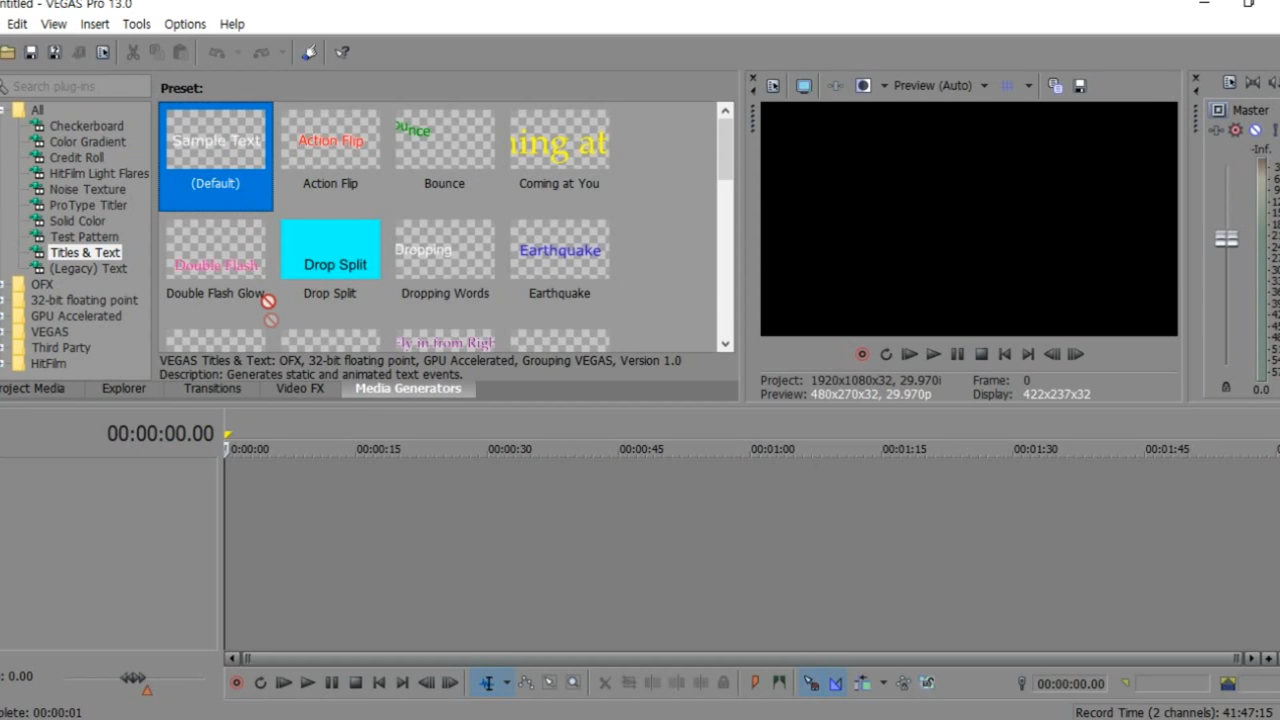 ntitled - VEGAS Pro 13.0
Edit View Insert Tools Options Help
Search plug-ins
All
Checkerboard
Color Gradient
Credit Roll
HitFilm Light Flares
Noise Texture
ProType Titler
Solid Color
Test Pattern
Titles & Text
(Legacy) Text
OFX
32-bit floating point
GPU Accelerated
VEGAS
Third Party
HitFilm
Preset:
Sample Text
Action Flip
ounce
ning at
(Default)
Action Flip
Bounce
Coming at You
Double Flash
Drop Split
Dropping
Earthquake
Double Flash Glow
Drop Split
Dropping Words
Earthquake
ly in from Righ
VEGAS Titles & Text: OFX, 32-bit floating point, GPU Accelerated, Grouping VEGAS, Version 1.0
Description: Generates static and animated text events.
roject Media Explorer Transitions Video FX Media Generators
Preview (Auto)
Project: 1920x1080x32, 29.970i
Preview: 480x270x32, 29.970p
Frame: 0
Display: 422x237x32
Master
-Inf.
0.0
00:00:00.00
0:00:00 00:00:15 00:00:30 00:00:45 00:01:00 00:01:15 00:01:30 00:01:45
: 0.00
00:00:00.00
plete: 00:00:01
Record Time (2 channels): 41:47:15